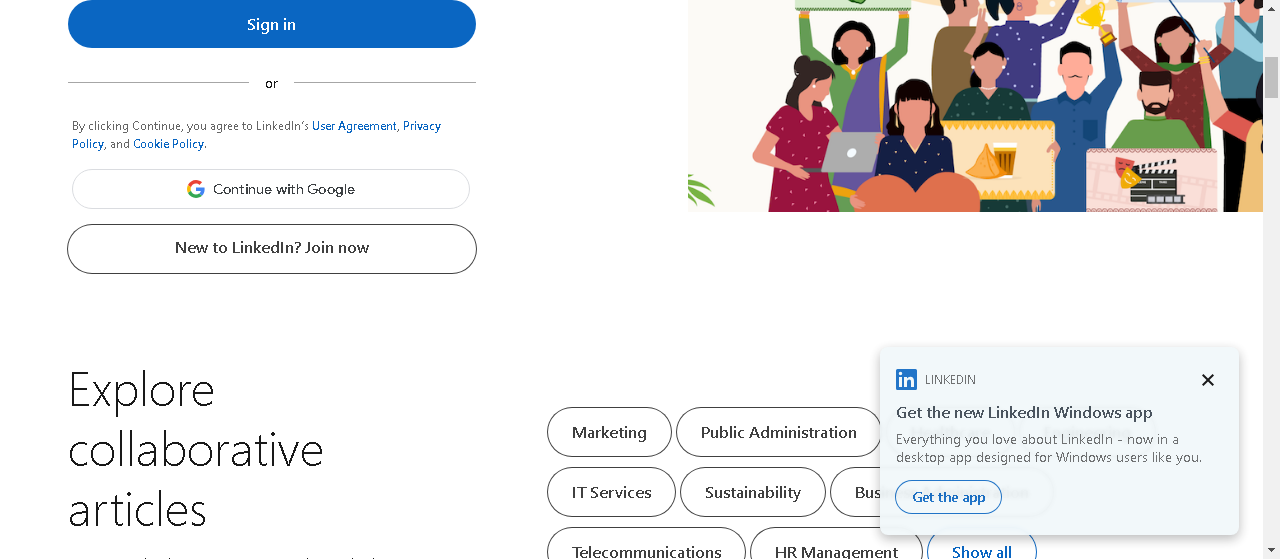 Sign in
or
By clicking Continue, you agree to LinkedIn's User Agreement, Privacy
Policy, and Cookie Policy.
Continue with Google
New to LinkedIn? Join now
Explore
collaborative
articles
Marketing
Public Administration
IT Services
Sustainability
Telecommunications
HR Management
Show all
in LINKEDIN
Get the new LinkedIn Windows app
Everything you love about LinkedIn - now in a
desktop app designed for Windows users like you.
Get the app